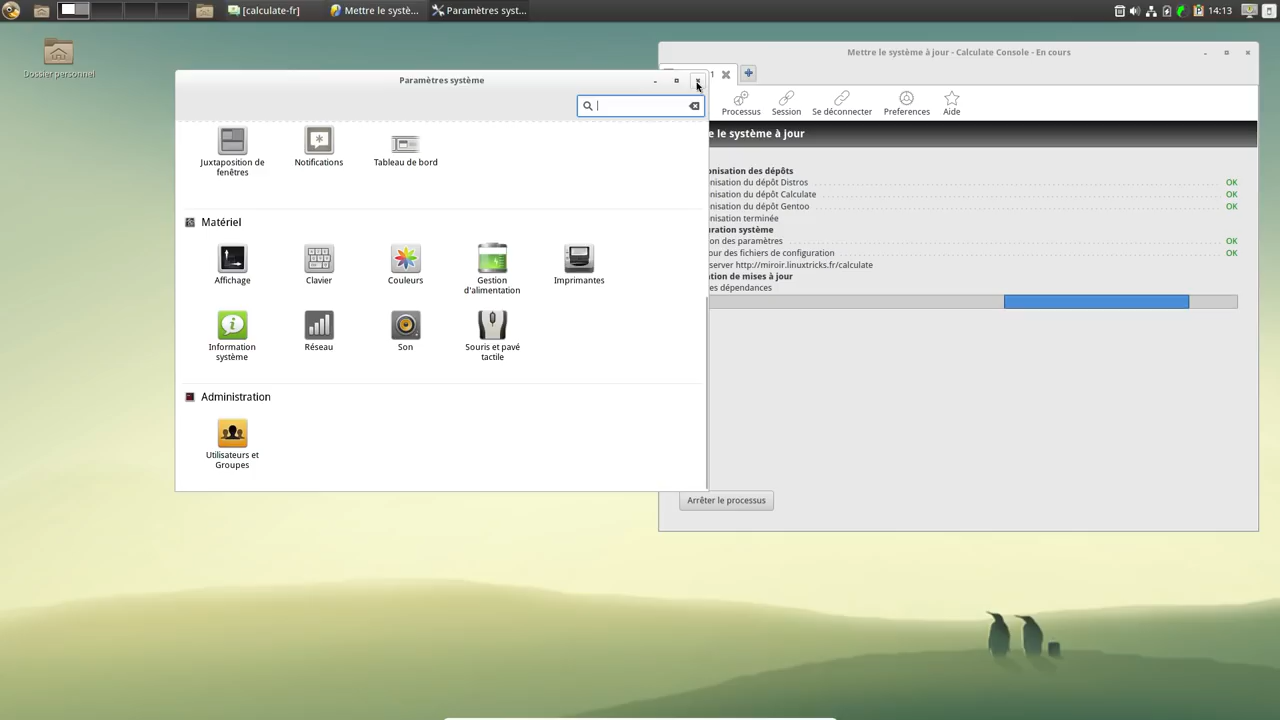 [calculate-fr]
Mettre le systè...
Paramètres syst...
14:13
Dossier personnel
Paramètres système
Juxtaposition de
fenêtres
Notifications
Tableau de bord
Matériel
Affichage
Clavier
Couleurs
Gestion
d'alimentation
Imprimantes
Information
système
Réseau
Son
Souris et pavé
tactile
Administration
Utilisateurs et
Groupes
Mettre le système à jour - Calculate Console - En cours
1
Processus
Session
Se déconnecter
Preferences
Aide
e le système à jour
onisation des dépôts
nisation du dépôt Distros OK
nisation du dépôt Calculate OK
nisation du dépôt Gentoo OK
nisation terminée
uration système
on des paramètres OK
our des fichiers de configuration OK
server http://miroir.linuxtricks.fr/calculate
ation de mises à jour
es dépendances
Arrêter le processus